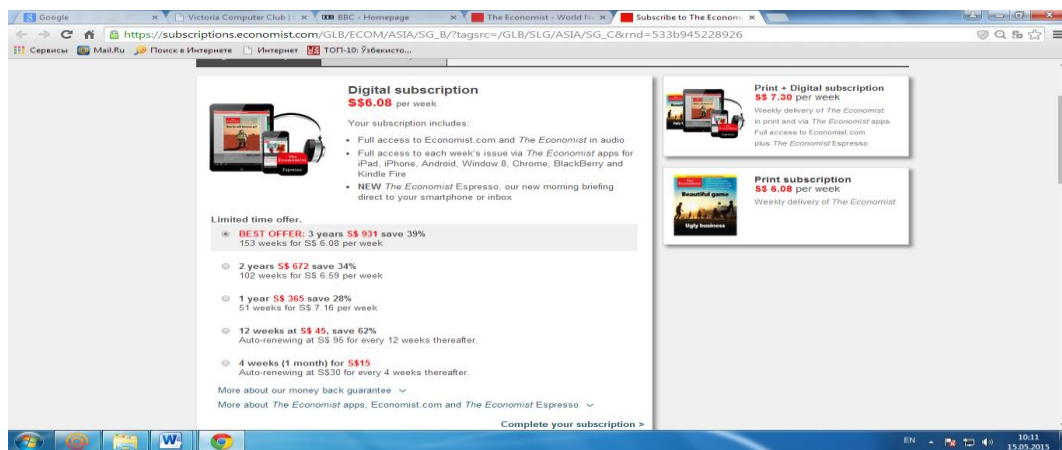 Google
Victoria Computer Club |
BBC - Homepage
The Economist - World N
Subscribe to The Econom
https://subscriptions.economist.com/GLB/ECOM/ASIA/SG_B/?tagsrc=/GLB/SLG/ASIA/SG_C&rnd=533b945228926
Сервисы Mail.Ru Поиск в Интернете Интернет ТОП-10: Ўзбекисто...
Digital subscription
S$6.08 per week
Your subscription includes:
• Full access to Economist.com and The Economist in audio
• Full access to each week's issue via The Economist apps for
iPad, iPhone, Android, Window 8, Chrome, BlackBerry and
Kindle Fire
• NEW The Economist Espresso, our new morning briefing
direct to your smartphone or inbox
Espresso
Limited time offer.
BEST OFFER: 3 years S$ 931 save 39%
153 weeks for S$ 6.08 per week
2 years S$ 672 save 34%
102 weeks for S$ 6.59 per week
1 year S$ 365 save 28%
51 weeks for S$ 7.16 per week
12 weeks at S$ 45, save 62%
Auto-renewing at S$ 95 for every 12 weeks thereafter.
4 weeks (1 month) for S$15
Auto-renewing at S$30 for every 4 weeks thereafter.
More about our money back guarantee
More about The Economist apps, Economist.com and The Economist Espresso
Complete your subscription >
Print + Digital subscription
S$ 7.30 per week
Weekly delivery of The Economist
in print and via The Economist apps.
Full access to Economist.com
plus The Economist Espresso
Print subscription
S$ 6.08 per week
Weekly delivery of The Economist
Beautiful game
Ugly business
EN
10:11
15.05.2015